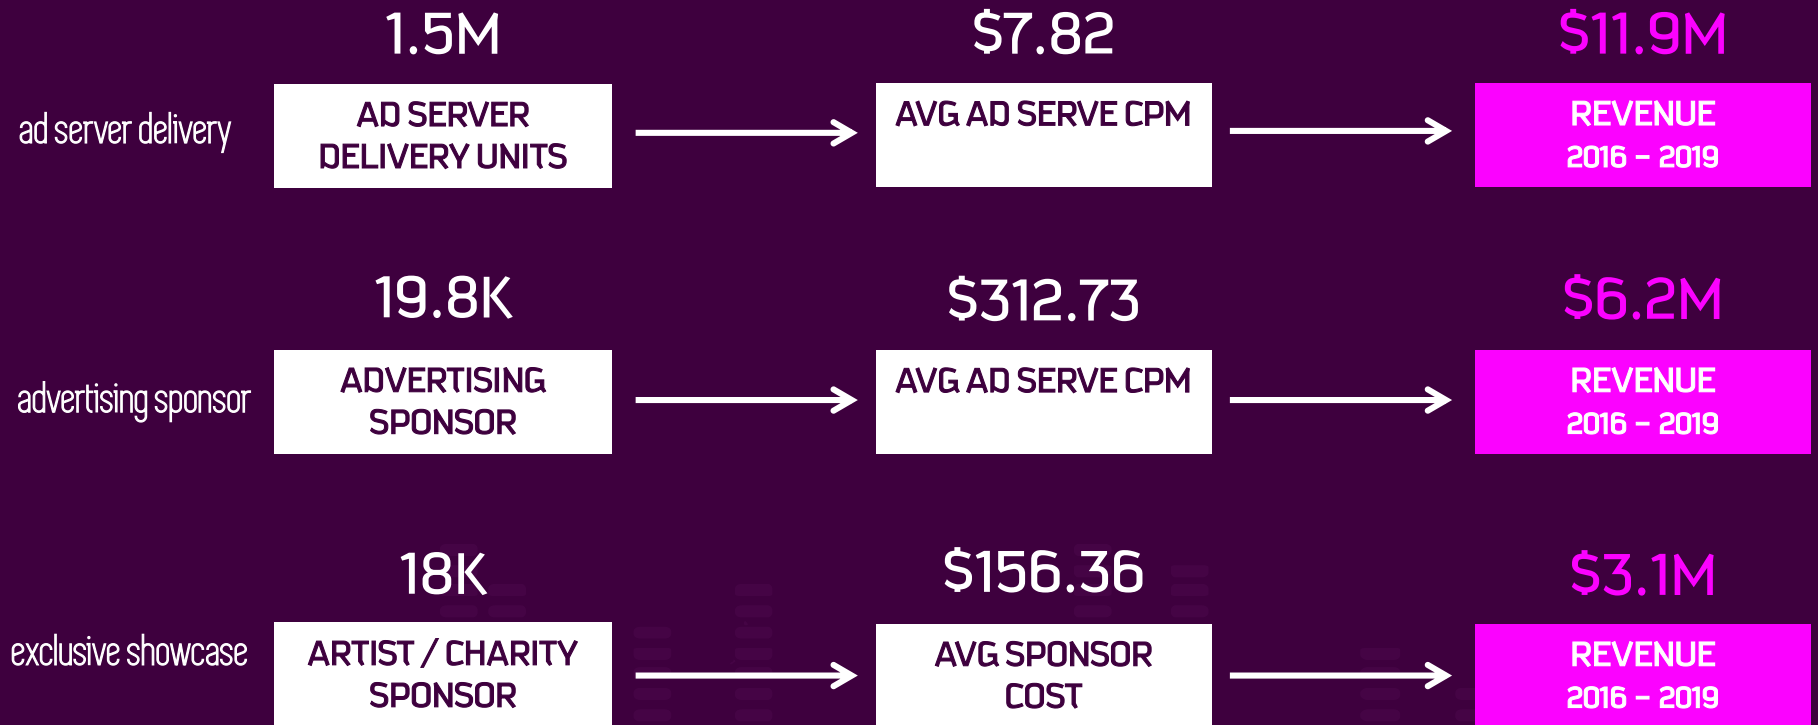 1.5M
$7.82
$11.9M
ad server delivery
AD SERVER
DELIVERY UNITS
AVG AD SERVE CPM
REVENUE
2016 – 2019
19.8K
$312.73
$6.2M
advertising sponsor
ADVERTISING
SPONSOR
AVG AD SERVE CPM
REVENUE
2016 – 2019
18K
$156.36
$3.1M
exclusive showcase
ARTIST / CHARITY
SPONSOR
AVG SPONSOR
COST
REVENUE
2016 – 2019